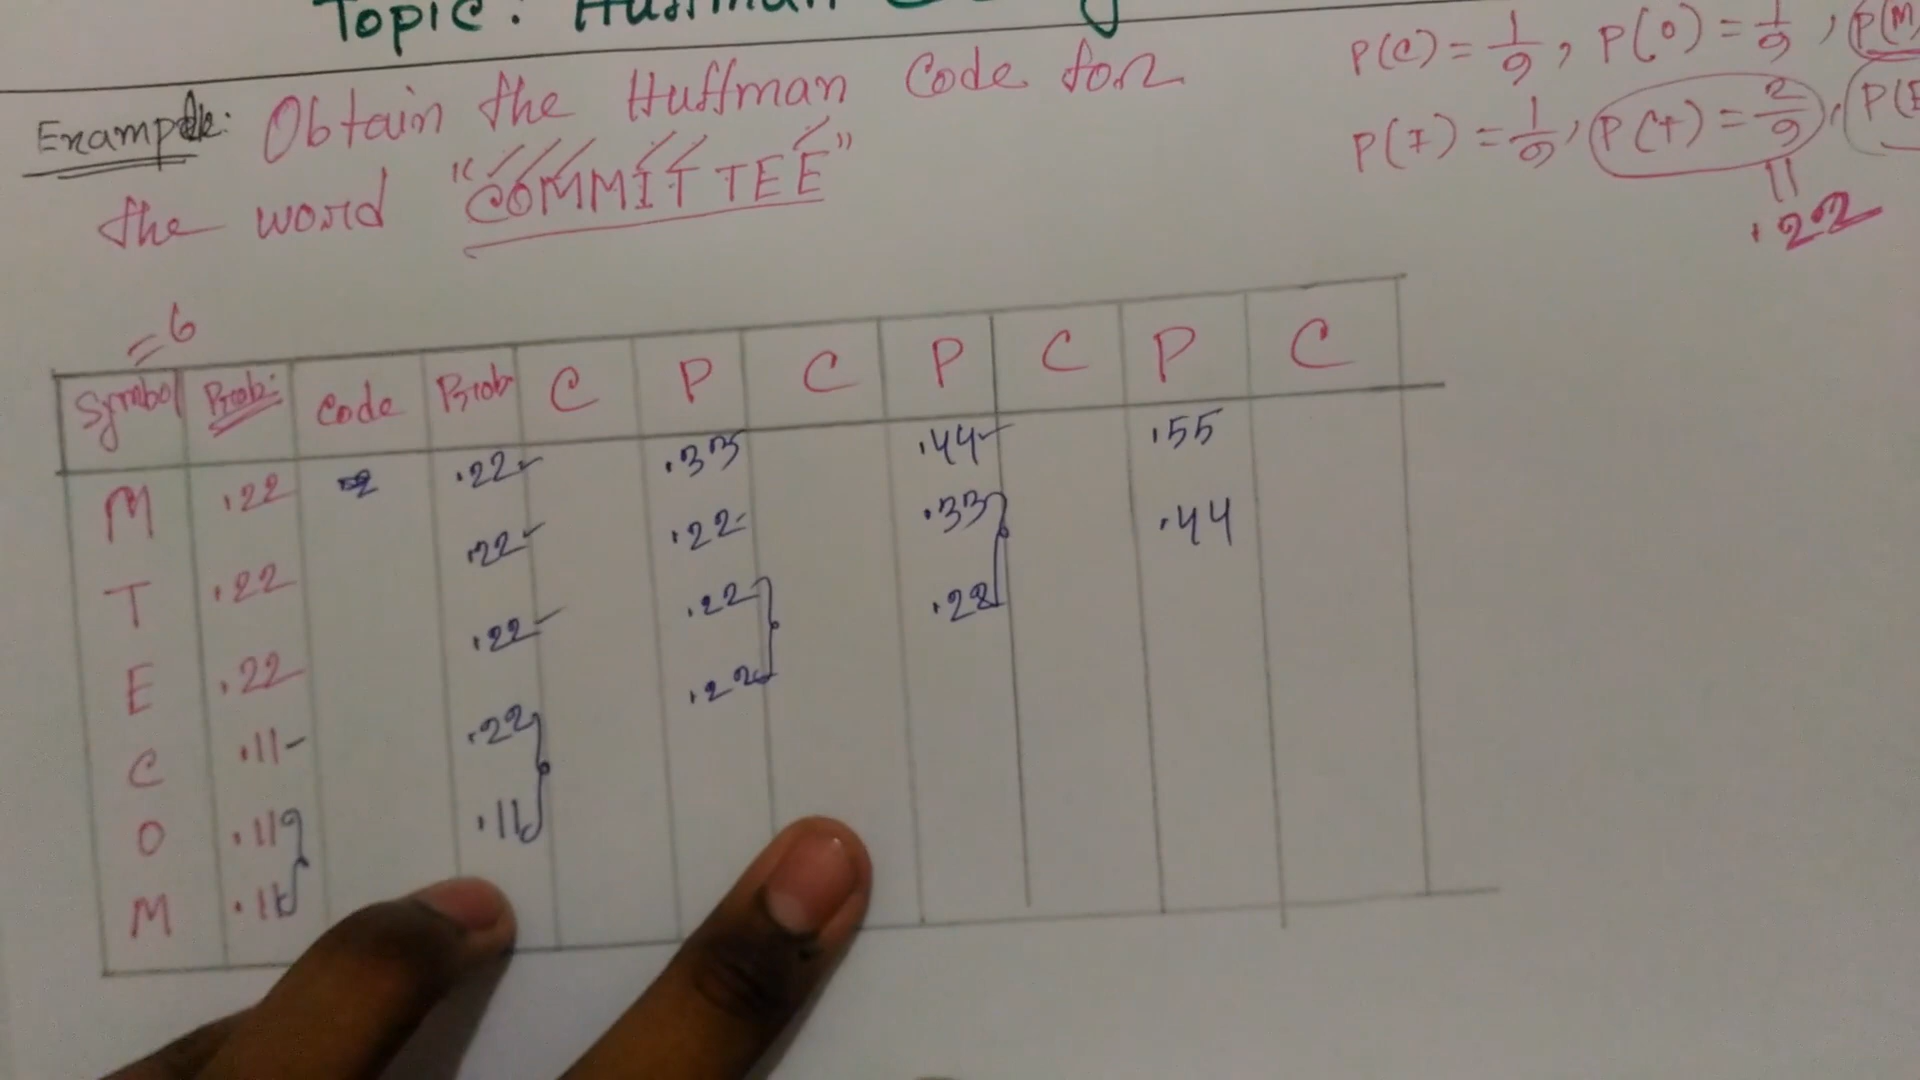 Topic: Huffman
P(C) = 1/9, P(O) = 1/9, P(M)
Example: Obtain the Huffman Code for
P(I) = 1/9, P(T) = 2/9, P(E
the word "COMMITTEE"
.22
=6
Symbol Prob: Code Prob C P C P C P C
M .22 .22 .33 .44 .55
T .22 .22 .22 .33 .44
E .22 .22 .22 .22
C .11 .22 .22
O .11 .11
M .11